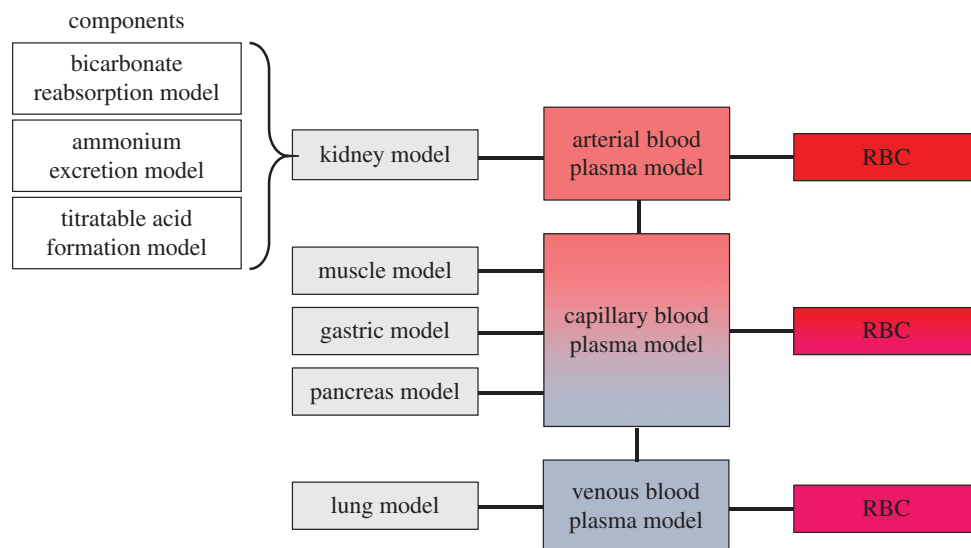 components
bicarbonate
reabsorption model
ammonium
excretion model
titratable acid
formation model
kidney model
arterial blood
plasma model
RBC
muscle model
gastric model
pancreas model
capillary blood
plasma model
RBC
lung model
venous blood
plasma model
RBC